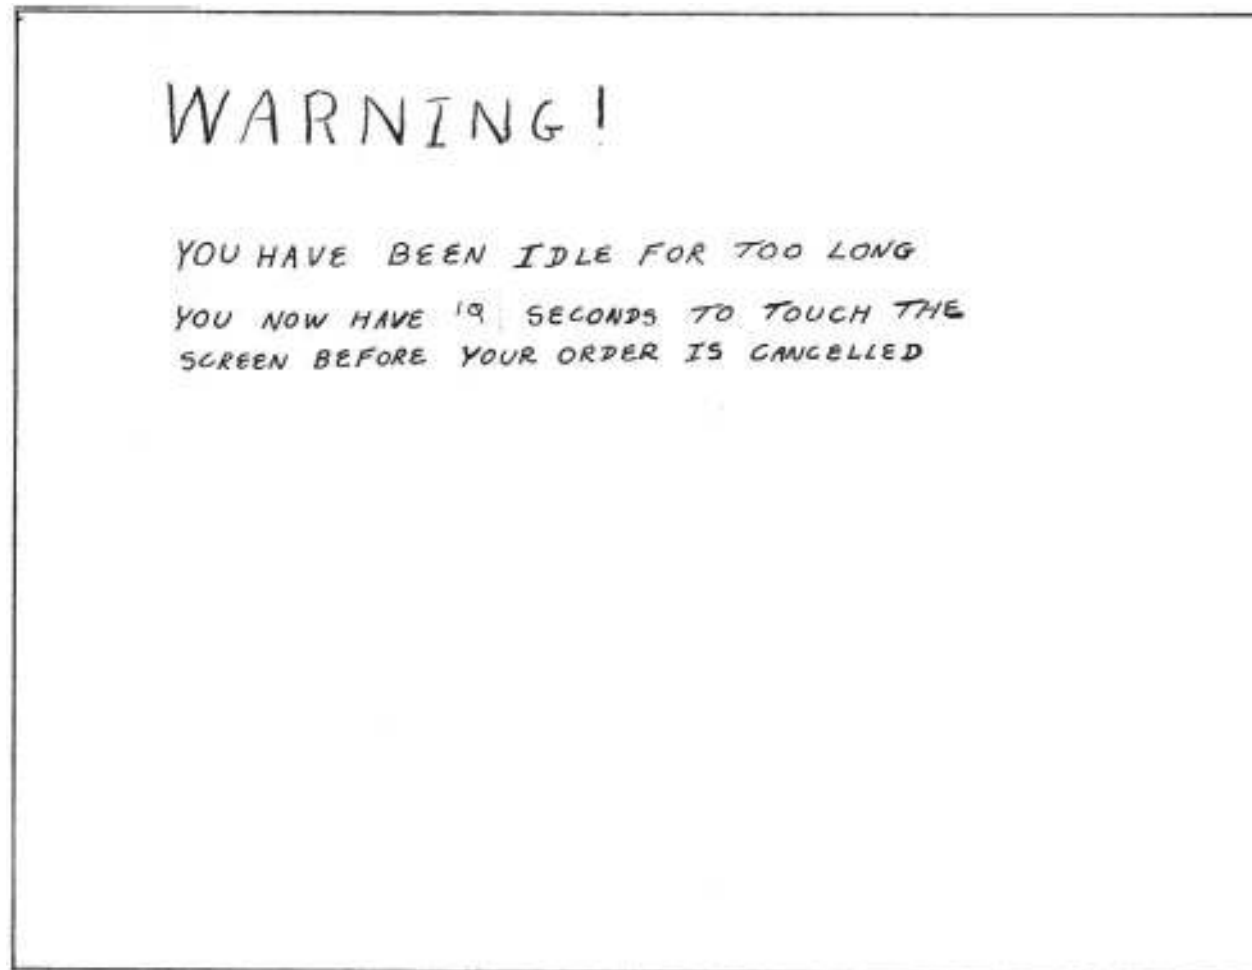 WARNING!
YOU HAVE BEEN IDLE FOR TOO LONG
YOU NOW HAVE 19 SECONDS TO TOUCH THE
SCREEN BEFORE YOUR ORDER IS CANCELLED